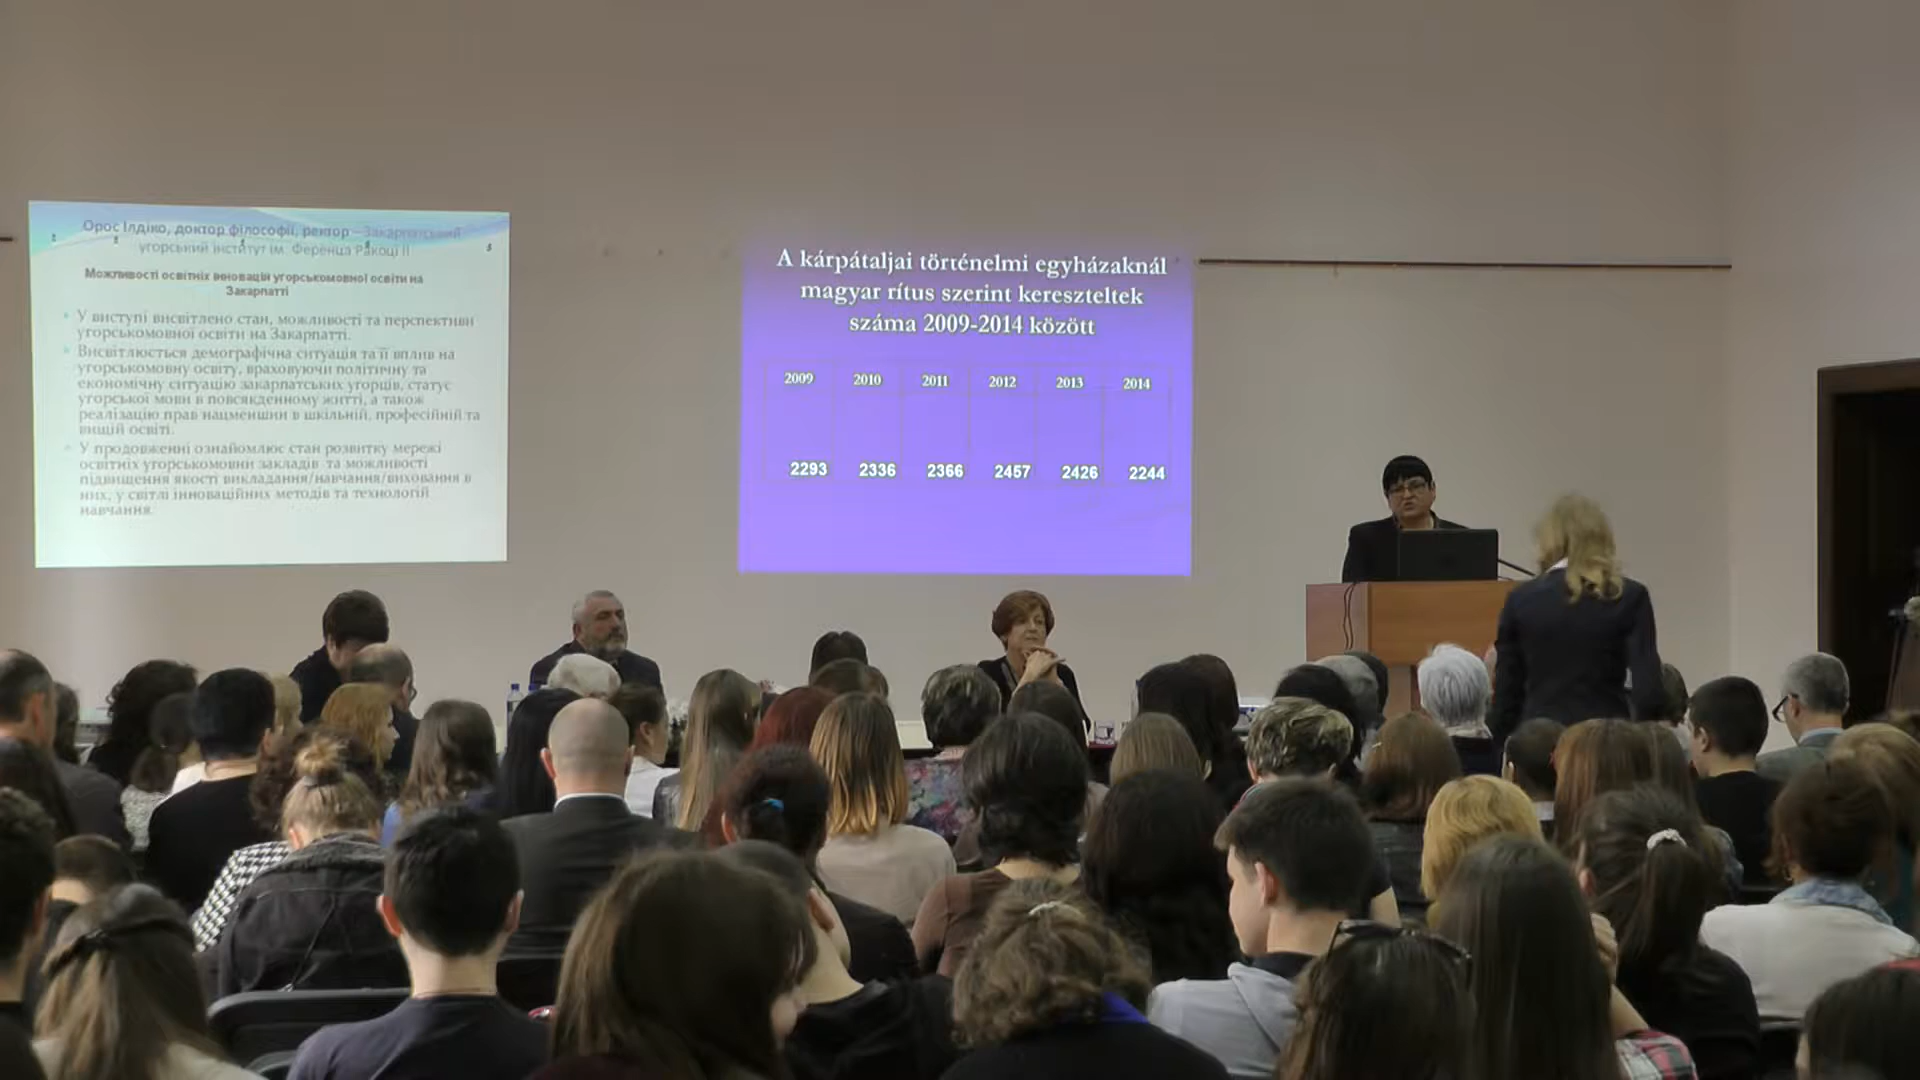 Орос Ілдіко, доктор філософії, ректор – Закарпатський
угорський інститут ім. Ференца Ракоці ІІ
Можливості освітніх інновацій угорськомовної освіти на
Закарпатті
У виступі висвітлено стан, можливості та перспективи
угорськомовної освіти на Закарпатті.
Висвітлюється демографічна ситуація та її вплив на
угорськомовну освіту, враховуючи політичну та
економічну ситуацію закарпатських угорців, статус
угорської мови в повсякденному житті, а також
реалізацію прав нацменшин в шкільній, професійній та
вищій освіті.
У продовженні ознайомлює стан розвитку мережі
освітніх угорськомовни закладів та можливості
підвищення якості викладання/навчання/виховання в
них, у світлі інноваційних методів та технологій
навчання.
A kárpátaljai történelmi egyházaknál
magyar rítus szerint kereszteltek
száma 2009-2014 között
2009 2010 2011 2012 2013 2014
2293 2336 2366 2457 2426 2244